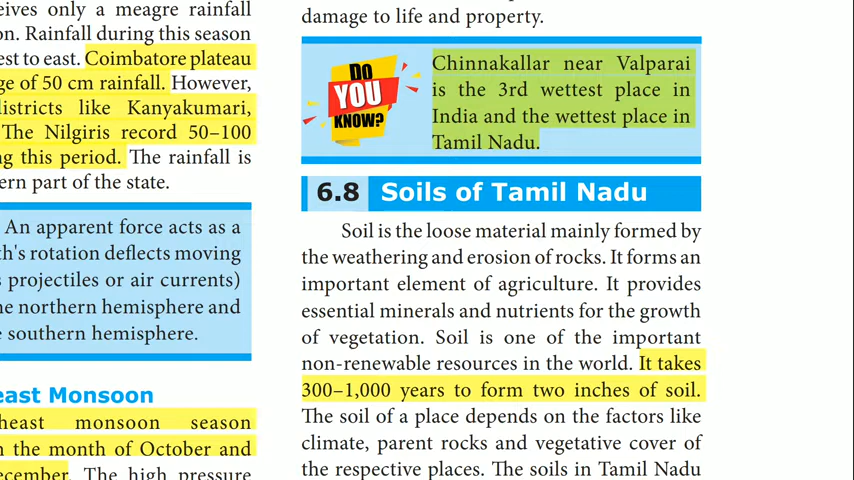 eives only a meagre rainfall
on. Rainfall during this season
est to east. Coimbatore plateau
ge of 50 cm rainfall. However,
districts like Kanyakumari,
The Nilgiris record 50–100
ng this period. The rainfall is
ern part of the state.
An apparent force acts as a
th's rotation deflects moving
s projectiles or air currents)
he northern hemisphere and
e southern hemisphere.
east Monsoon
heast monsoon season
n the month of October and
ecember. The high pressure
damage to life and property.
DO
YOU
KNOW?
Chinnakallar near Valparai
is the 3rd wettest place in
India and the wettest place in
Tamil Nadu.
6.8 Soils of Tamil Nadu
Soil is the loose material mainly formed by
the weathering and erosion of rocks. It forms an
important element of agriculture. It provides
essential minerals and nutrients for the growth
of vegetation. Soil is one of the important
non-renewable resources in the world. It takes
300–1,000 years to form two inches of soil.
The soil of a place depends on the factors like
climate, parent rocks and vegetative cover of
the respective places. The soils in Tamil Nadu